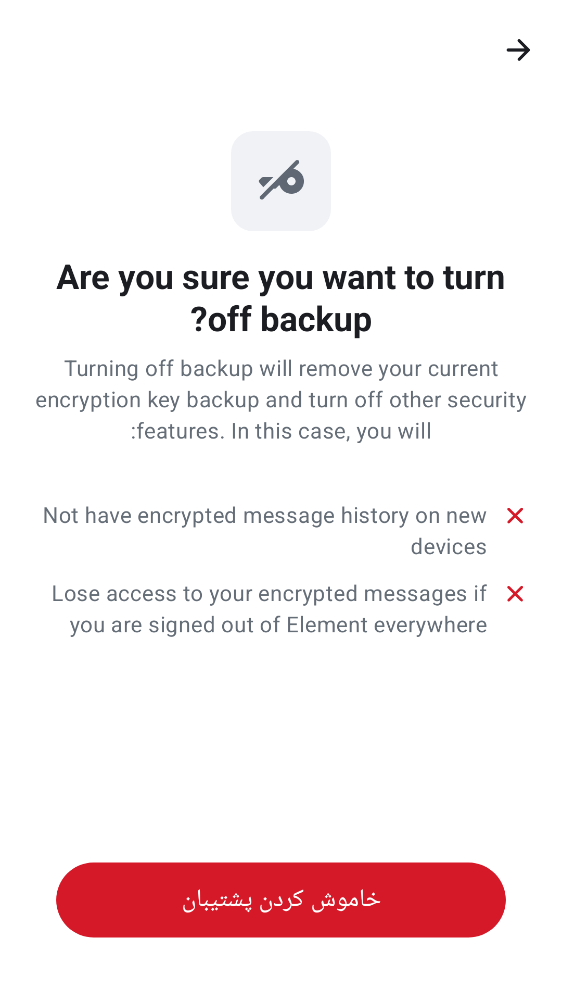 Are you sure you want to turn
?off backup
Turning off backup will remove your current
encryption key backup and turn off other security
:features. In this case, you will
Not have encrypted message history on new
devices
Lose access to your encrypted messages if
you are signed out of Element everywhere
خاموش کردن پشتیبان